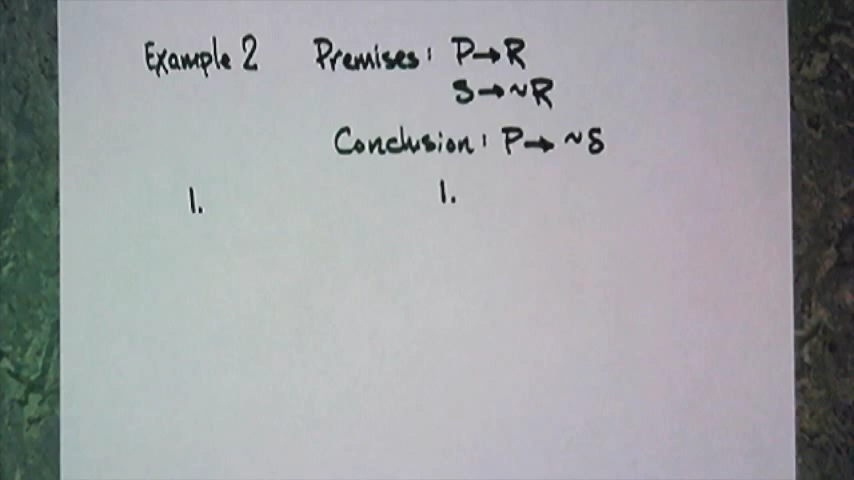 Example 2 Premises: P→R
S→~R
Conclusion: P→ ~S
1. 1.